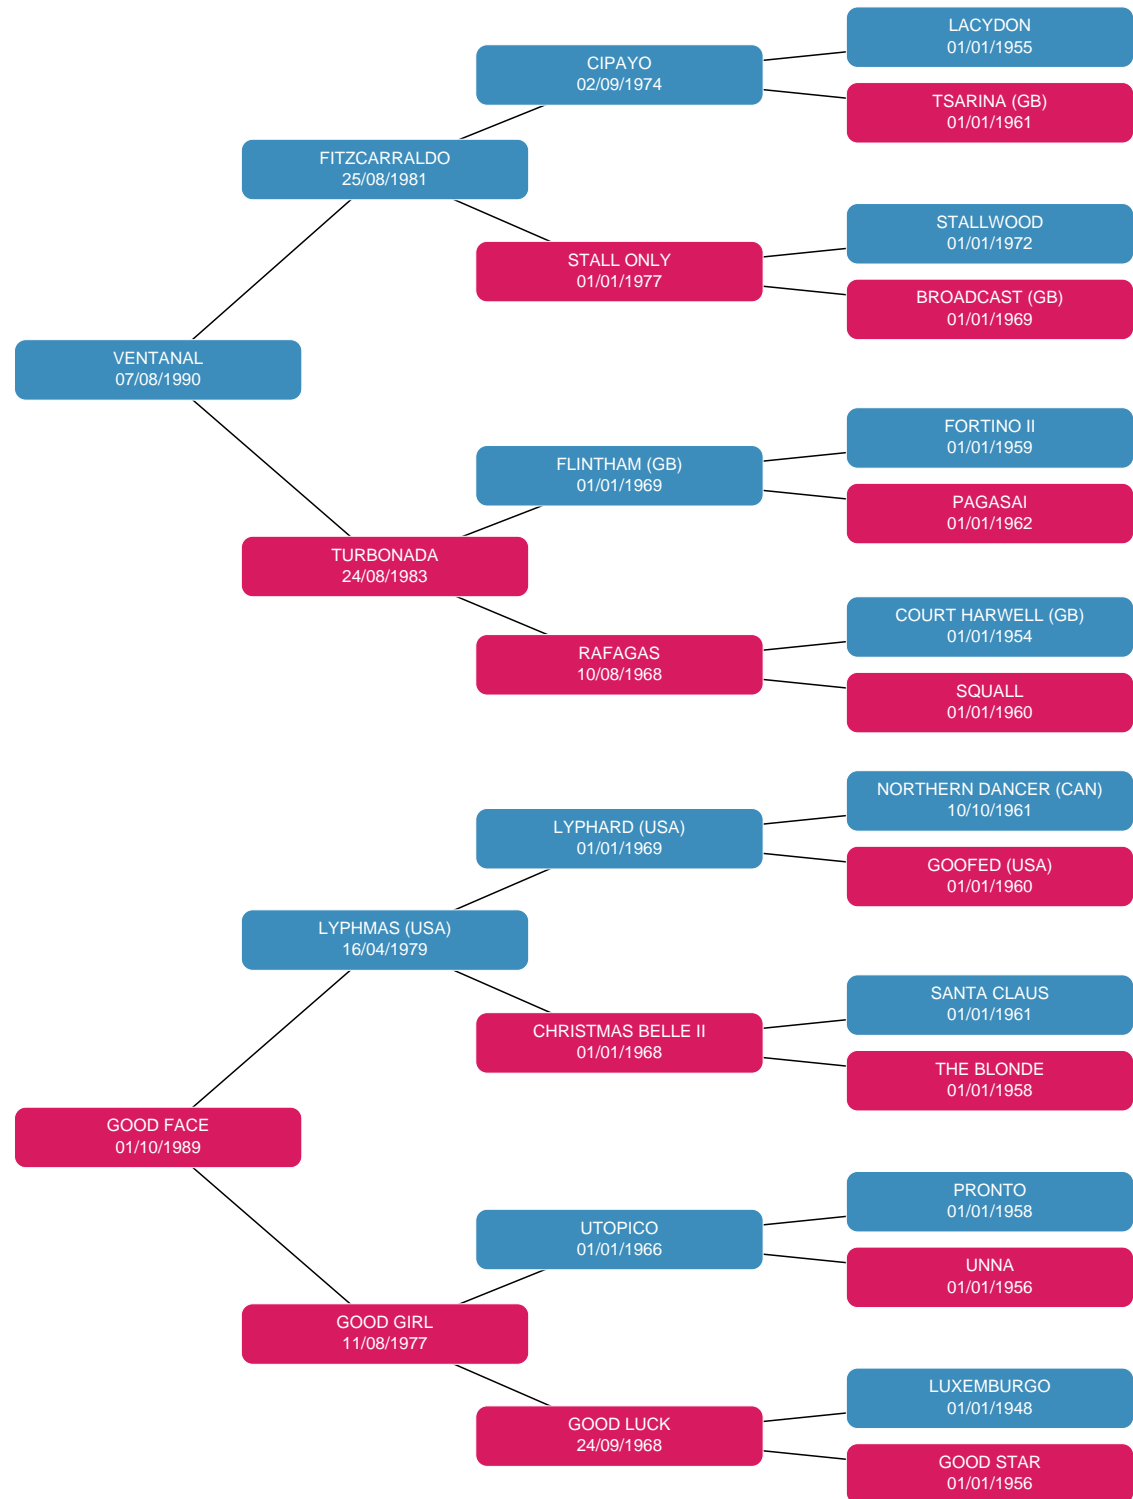 LACYDON
01/01/1955
CIPAYO
02/09/1974
TSARINA (GB)
01/01/1961
FITZCARRALDO
25/08/1981
STALLWOOD
01/01/1972
STALL ONLY
01/01/1977
BROADCAST (GB)
01/01/1969
VENTANAL
07/08/1990
FORTINO II
01/01/1959
FLINTHAM (GB)
01/01/1969
PAGASAI
01/01/1962
TURBONADA
24/08/1983
COURT HARWELL (GB)
01/01/1954
RAFAGAS
10/08/1968
SQUALL
01/01/1960
NORTHERN DANCER (CAN)
10/10/1961
LYPHARD (USA)
01/01/1969
GOOFED (USA)
01/01/1960
LYPHMAS (USA)
16/04/1979
SANTA CLAUS
01/01/1961
CHRISTMAS BELLE II
01/01/1968
THE BLONDE
01/01/1958
GOOD FACE
01/10/1989
PRONTO
01/01/1958
UTOPICO
01/01/1966
UNNA
01/01/1956
GOOD GIRL
11/08/1977
LUXEMBURGO
01/01/1948
GOOD LUCK
24/09/1968
GOOD STAR
01/01/1956